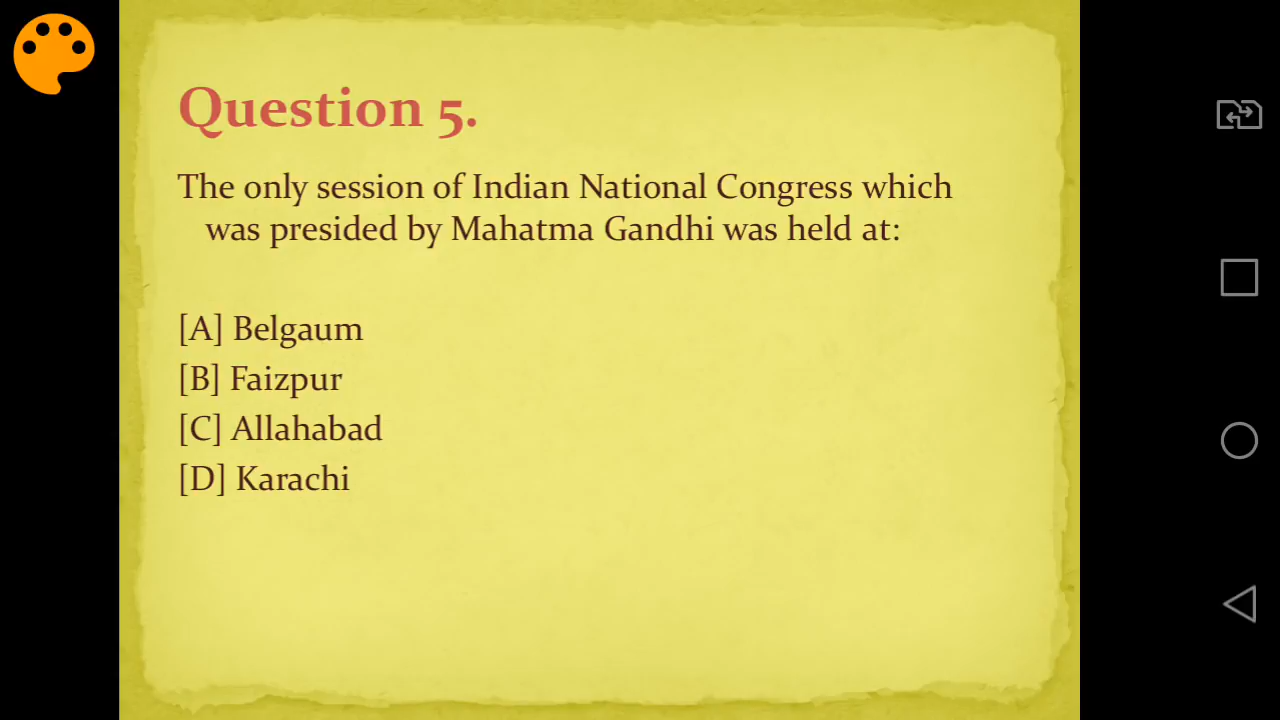 Question 5.
The only session of Indian National Congress which
was presided by Mahatma Gandhi was held at:
[A] Belgaum
[B] Faizpur
[C] Allahabad
[D] Karachi